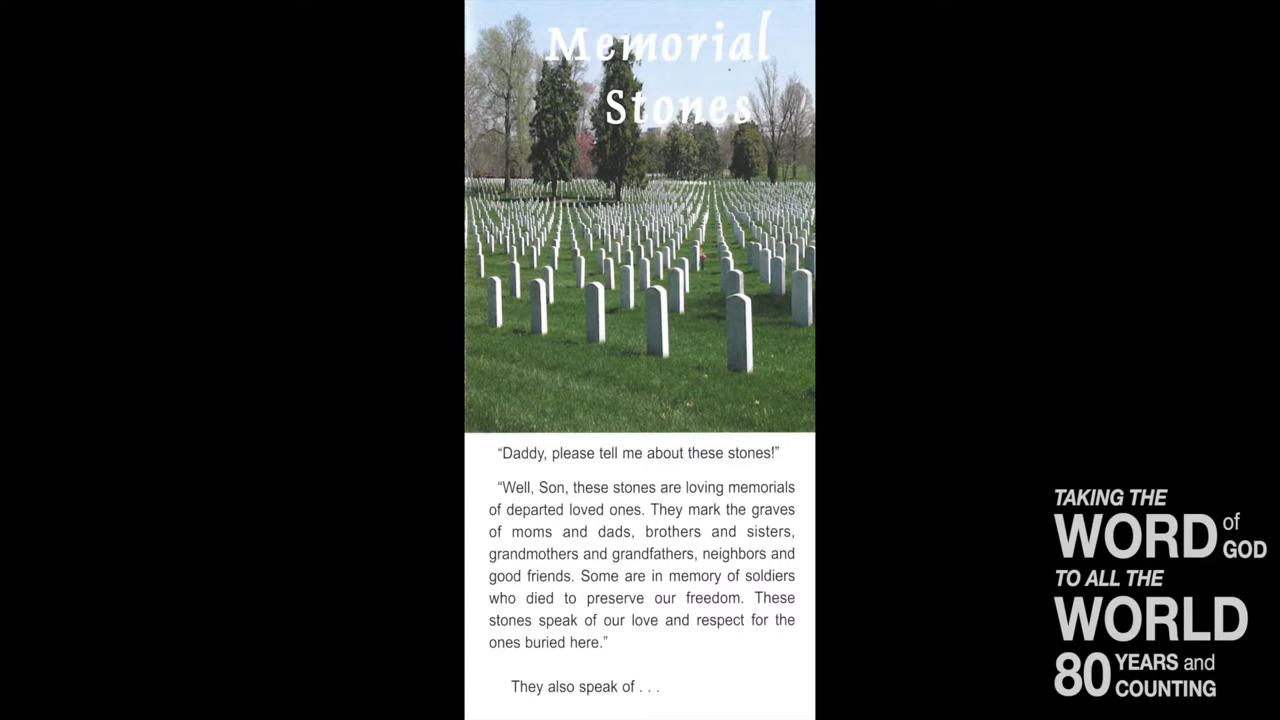 Memorial
Stones
“Daddy, please tell me about these stones!”
“Well, Son, these stones are loving memorials
of departed loved ones. They mark the graves
of moms and dads, brothers and sisters,
grandmothers and grandfathers, neighbors and
good friends. Some are in memory of soldiers
who died to preserve our freedom. These
stones speak of our love and respect for the
ones buried here.”
They also speak of . . .
TAKING THE
WORD of GOD
TO ALL THE
WORLD
80 YEARS and
COUNTING